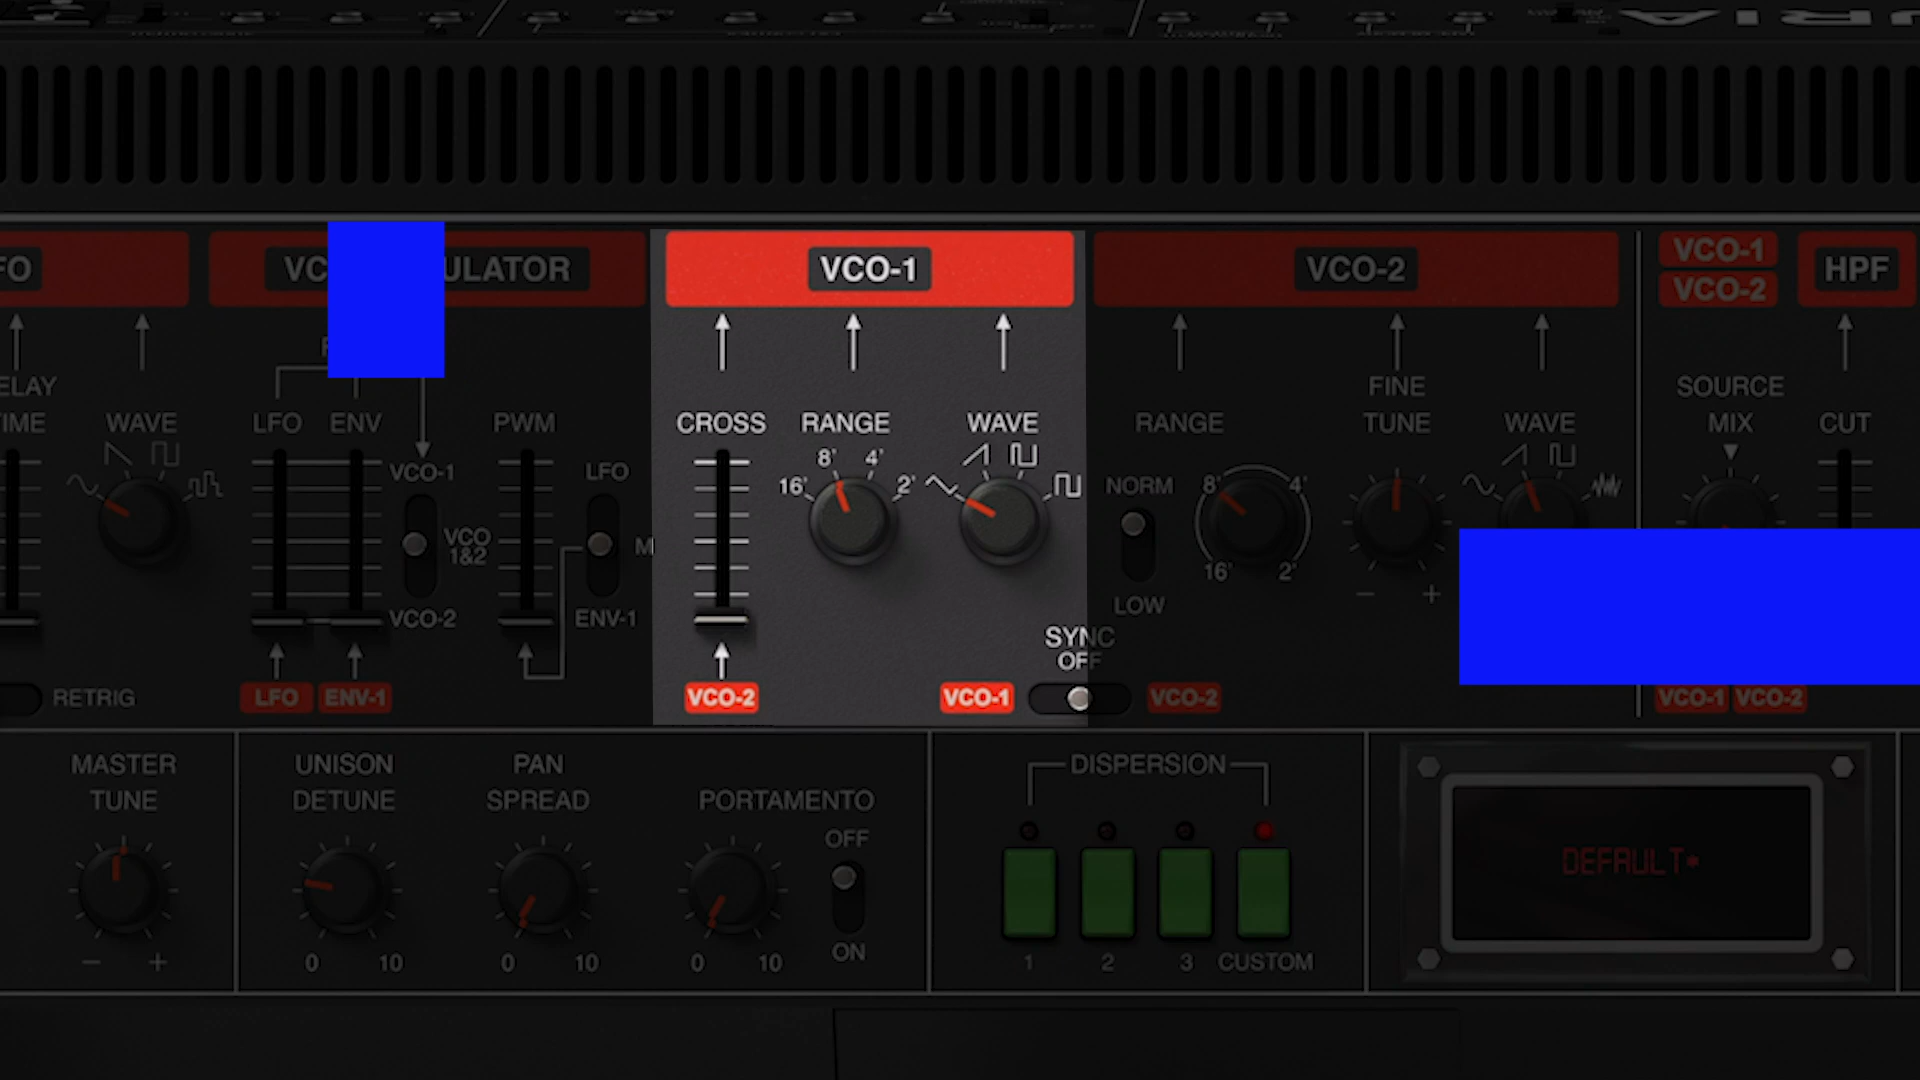 FO
VC
ULATOR
VCO-1
VCO-2
VCO-1
VCO-2
HPF
ELAY
TIME
WAVE
LFO
ENV
PWM
CROSS
RANGE
WAVE
RANGE
FINE
TUNE
WAVE
SOURCE
MIX
CUT
VCO-1
VCO
1&2
VCO-2
LFO
M
ENV-1
16' 8' 4' 2'
NORM
LOW
8' 4'
16' 2'
− +
SYNC
OFF
RETRIG
LFO
ENV-1
VCO-2
VCO-1
VCO-2
VCO-1
VCO-2
MASTER
TUNE
− +
UNISON
DETUNE
0 10
PAN
SPREAD
0 10
PORTAMENTO
0 10
OFF
ON
DISPERSION
1 2 3 CUSTOM
DEFAULT*